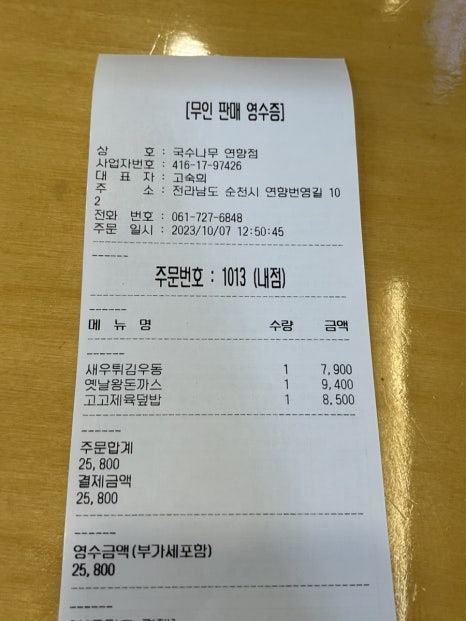 [무인 판매 영수증]
상 호 : 국수나무 연향점
사업자번호 : 416-17-97426
대 표 자 : 고숙희
주 소 : 전라남도 순천시 연향번영길 10
2
전화 번호 : 061-727-6848
주문 일시 : 2023/10/07 12:50:45
주문번호 : 1013 (내점)
메 뉴 명 수량 금액
새우튀김우동 1 7,900
옛날왕돈까스 1 9,400
고고제육덮밥 1 8,500
주문합계
25,800
결제금액
25,800
영수금액(부가세포함)
25,800